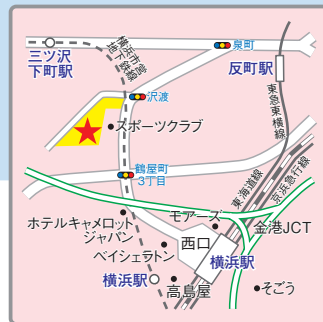 三ツ沢
下町駅
横浜市営
地下鉄線
泉町
反町駅
東急東横線
沢渡
スポーツクラブ
鶴屋町
3丁目
東海道線
京浜急行線
ホテルキャメロット
ジャパン
モアーズ
金港JCT
西口
ベイシェラトン
横浜駅
横浜駅
高島屋
そごう